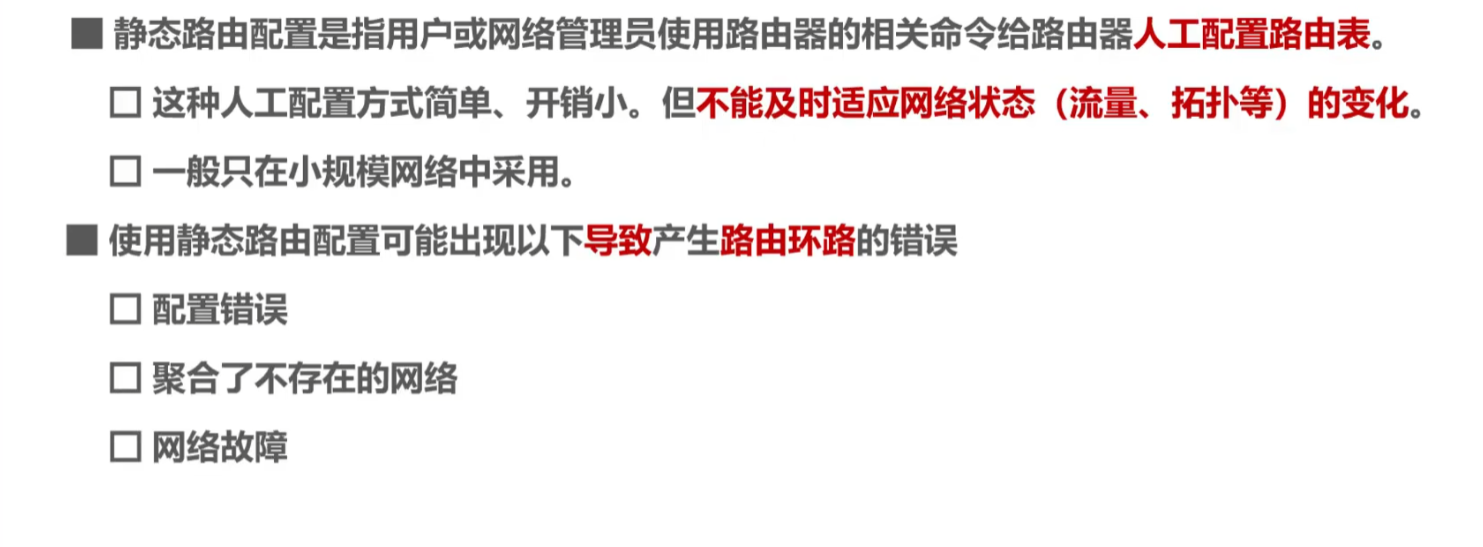 ■ 静态路由配置是指用户或网络管理员使用路由器的相关命令给路由器人工配置路由表。
□ 这种人工配置方式简单、开销小。但不能及时适应网络状态（流量、拓扑等）的变化。
□ 一般只在小规模网络中采用。
■ 使用静态路由配置可能出现以下导致产生路由环路的错误
□ 配置错误
□ 聚合了不存在的网络
□ 网络故障